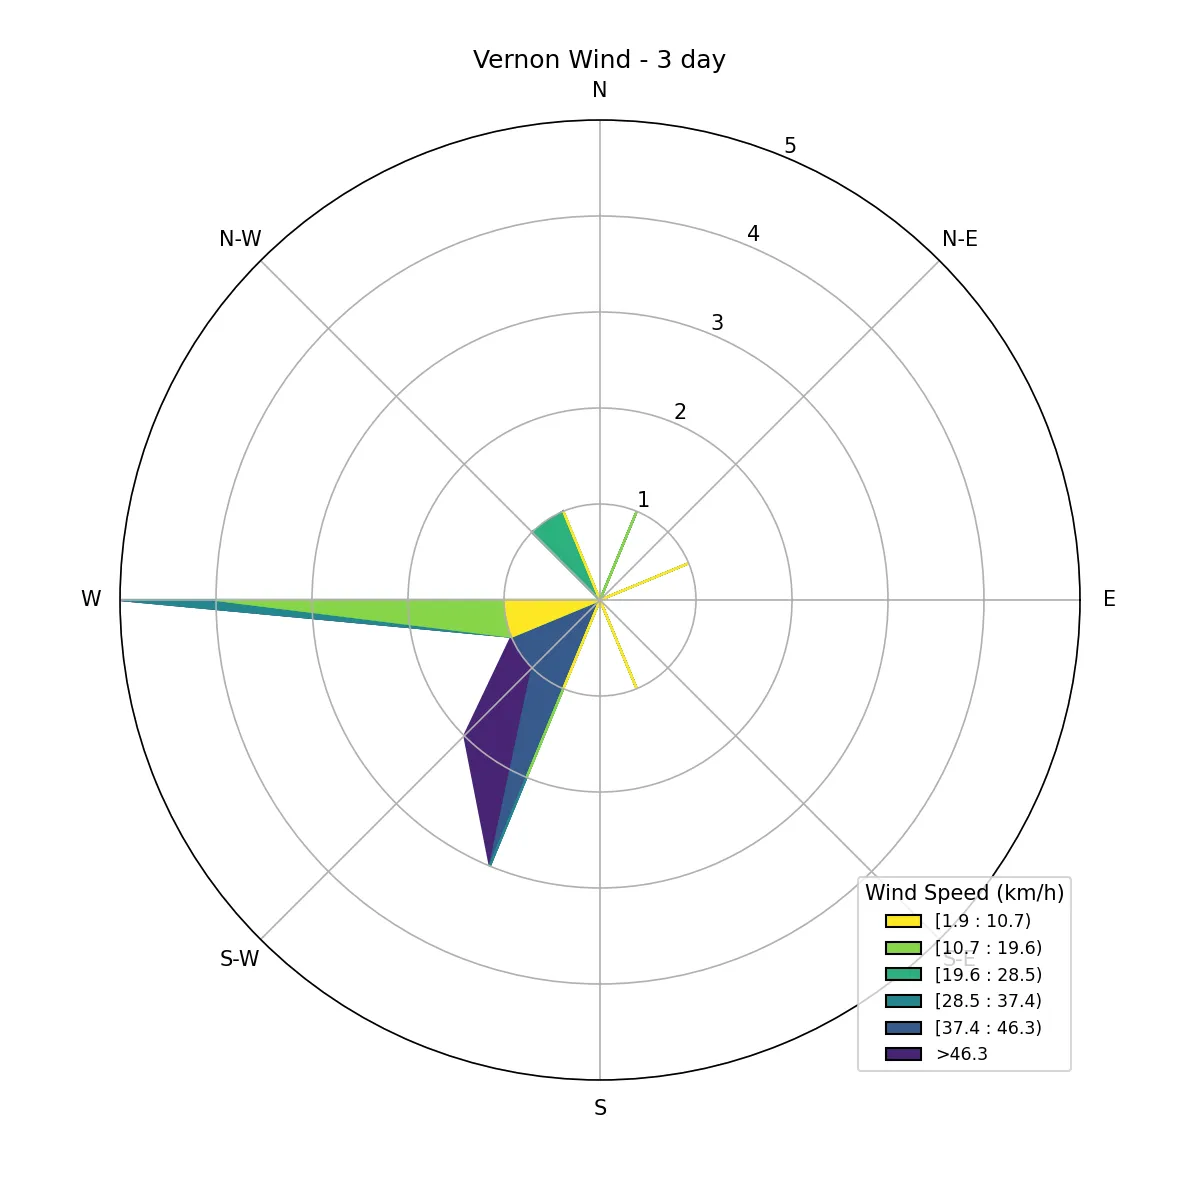 Vernon Wind - 3 day
N
5
N-W
N-E
4
3
2
1
W
E
Wind Speed (km/h)
[1.9 : 10.7)
[10.7 : 19.6)
S-W
S-E
[19.6 : 28.5)
[28.5 : 37.4)
[37.4 : 46.3)
>46.3
S